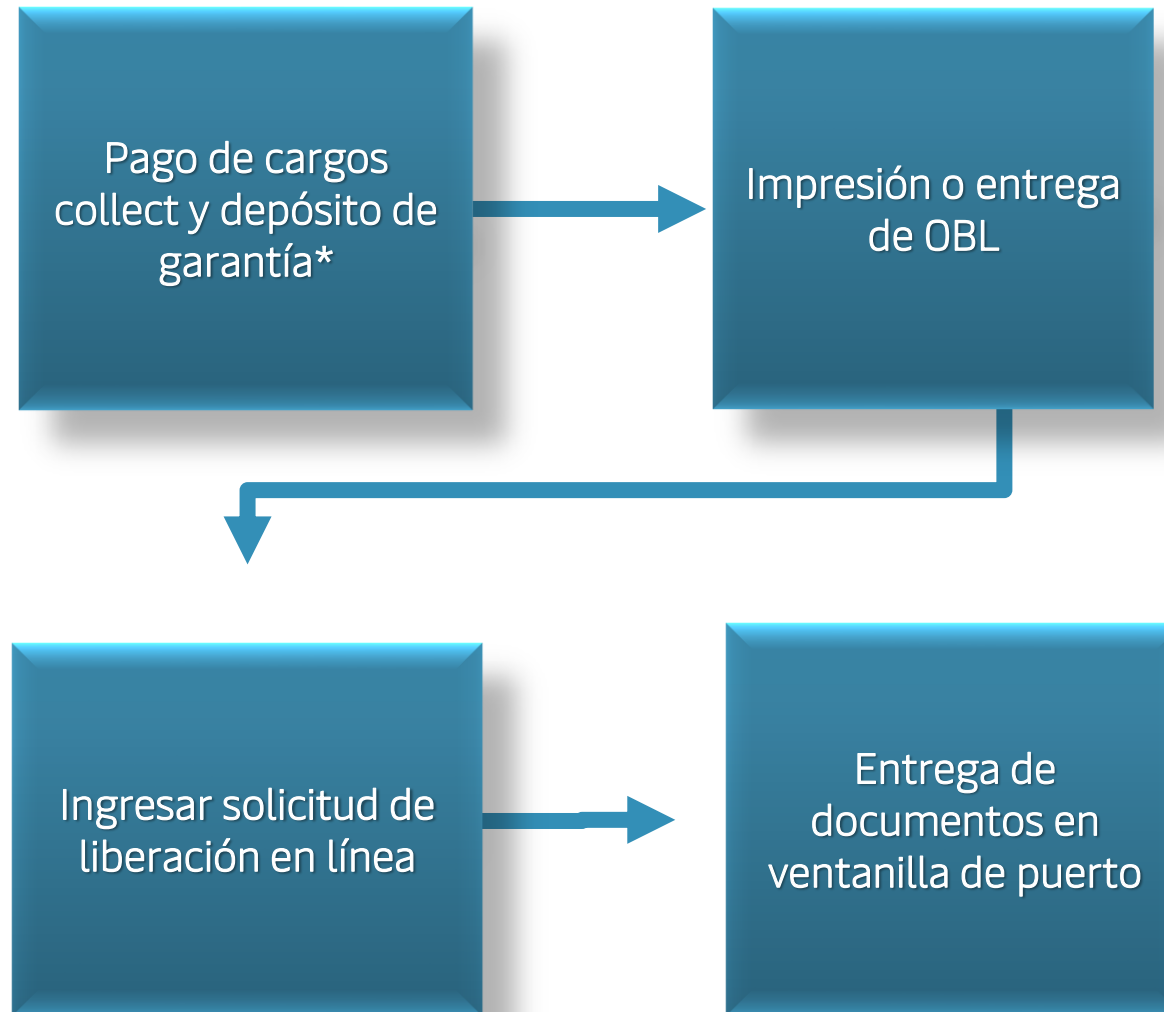 Pago de cargos
collect y depósito de
garantía*
Impresión o entrega
de OBL
Ingresar solicitud de
liberación en línea
Entrega de
documentos en
ventanilla de puerto